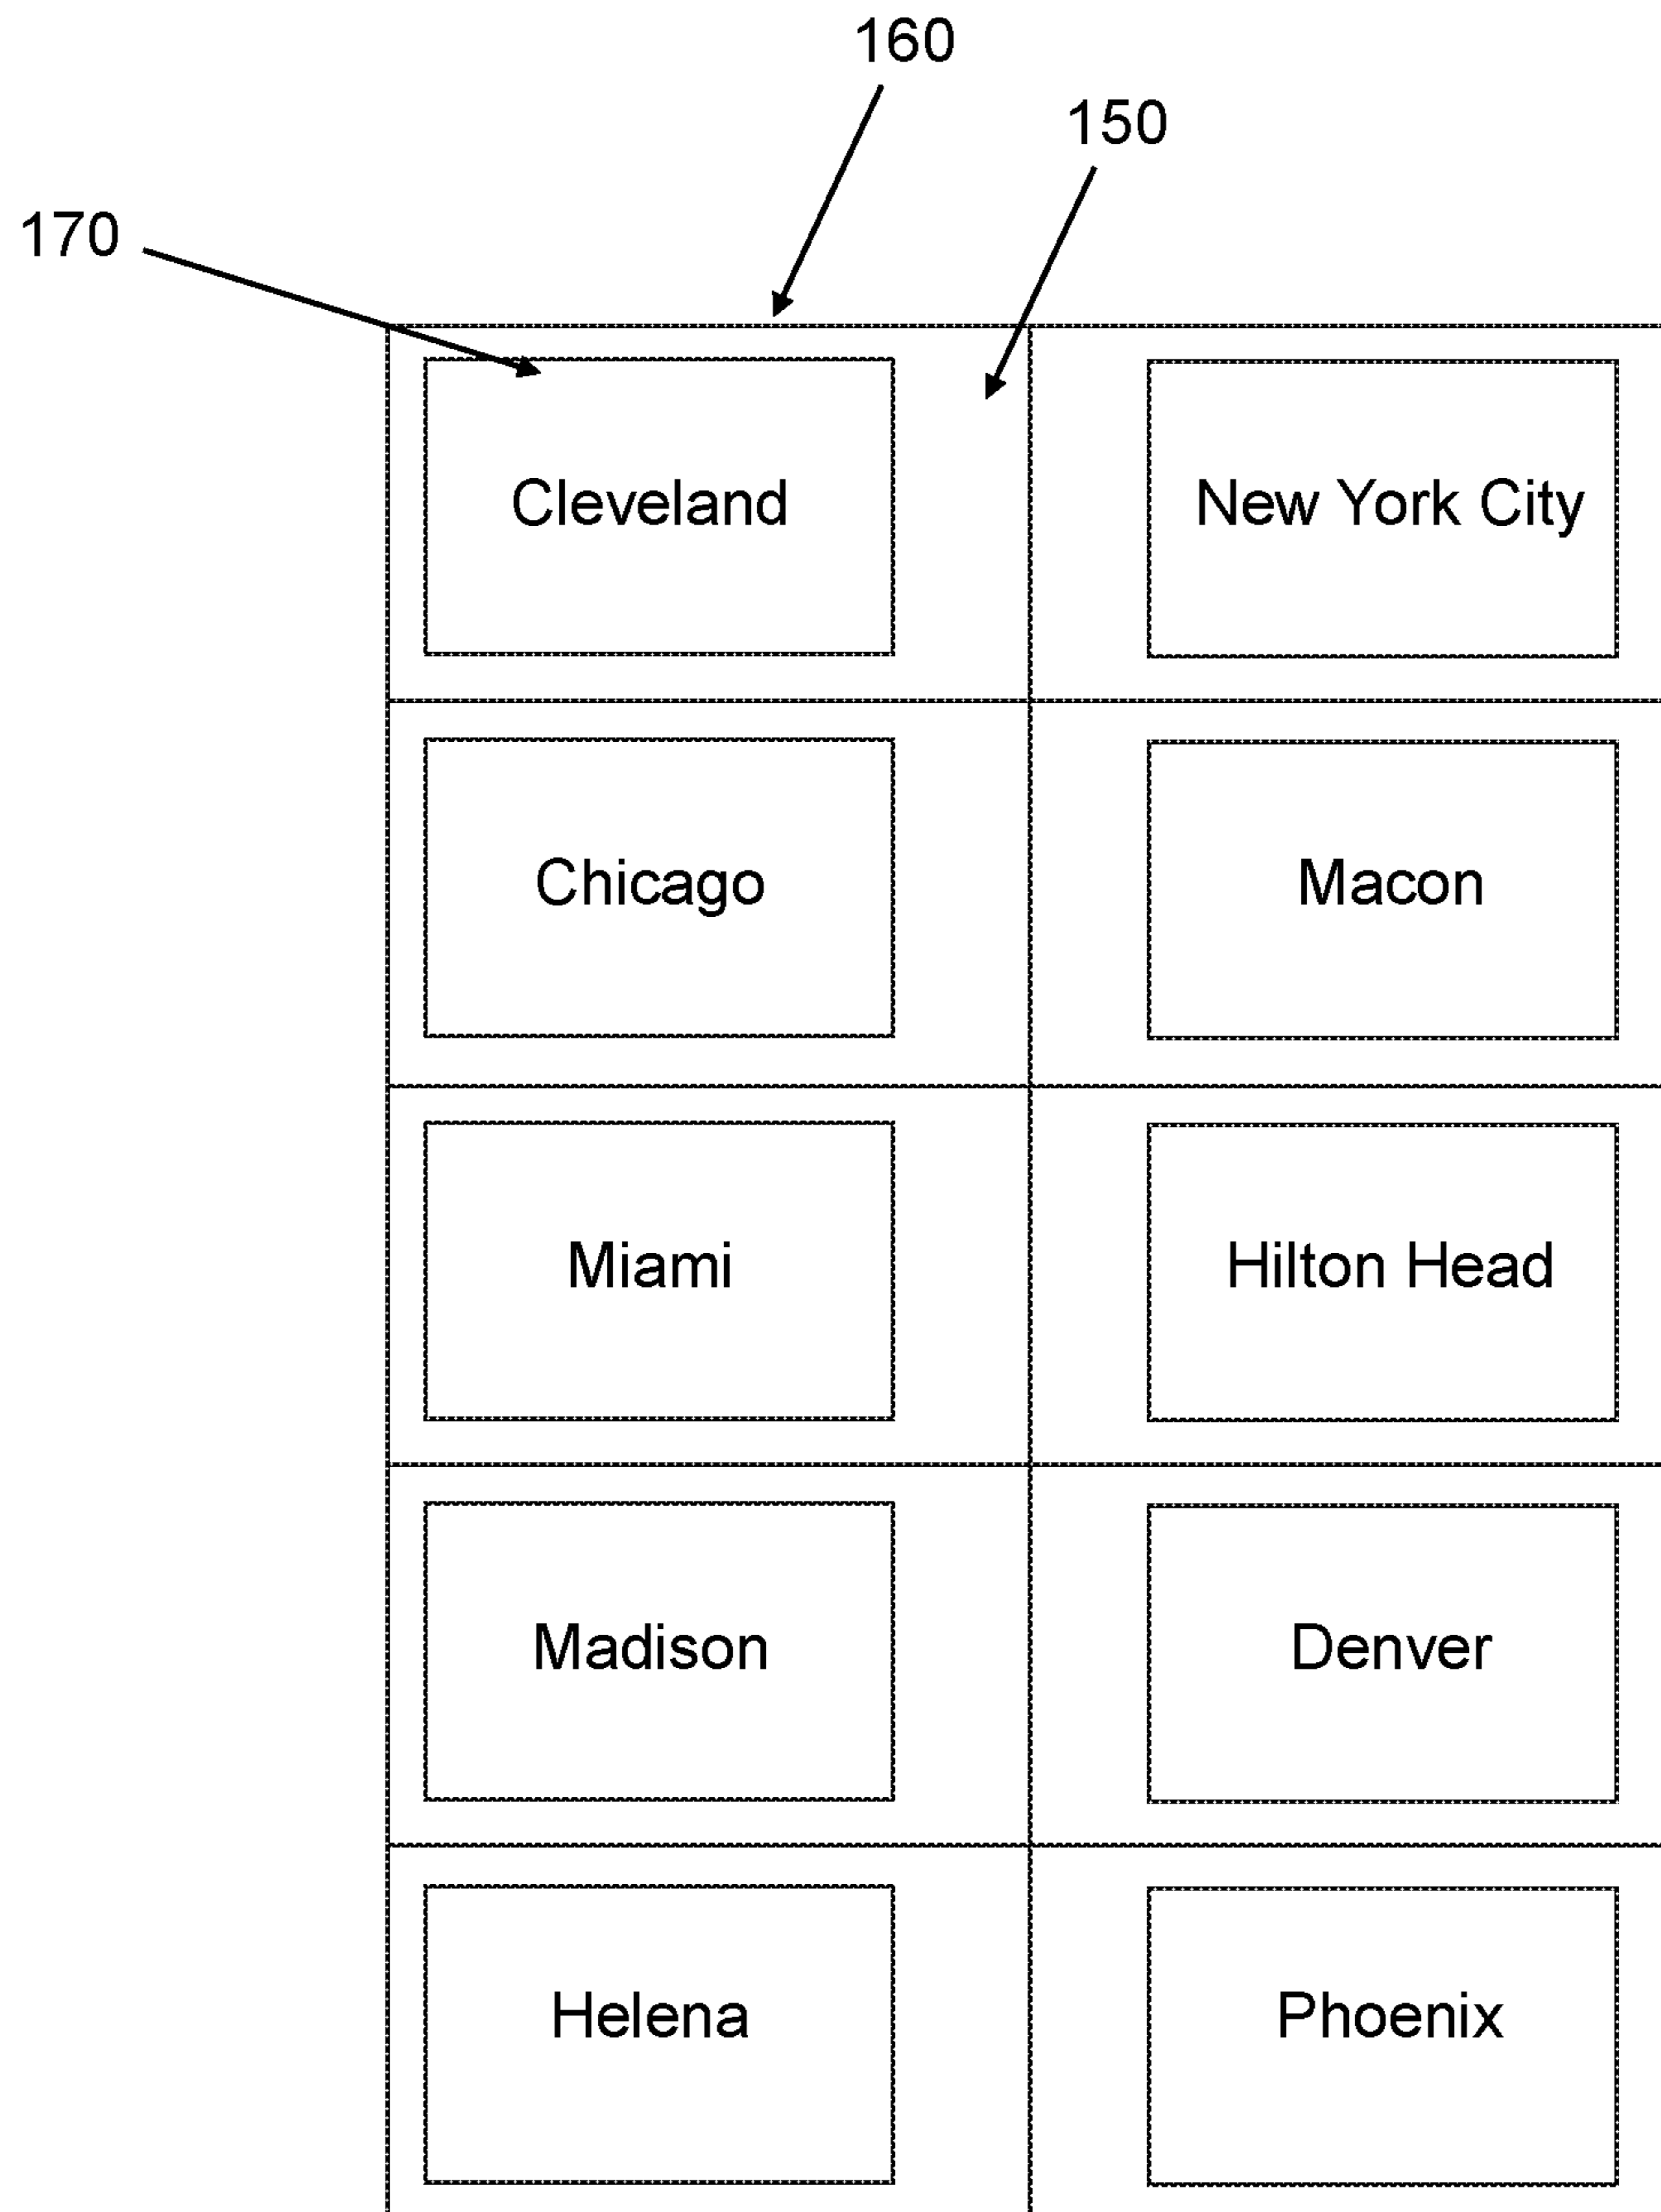 160
150
170
Cleveland
New York City
Chicago
Macon
Miami
Hilton Head
Madison
Denver
Helena
Phoenix